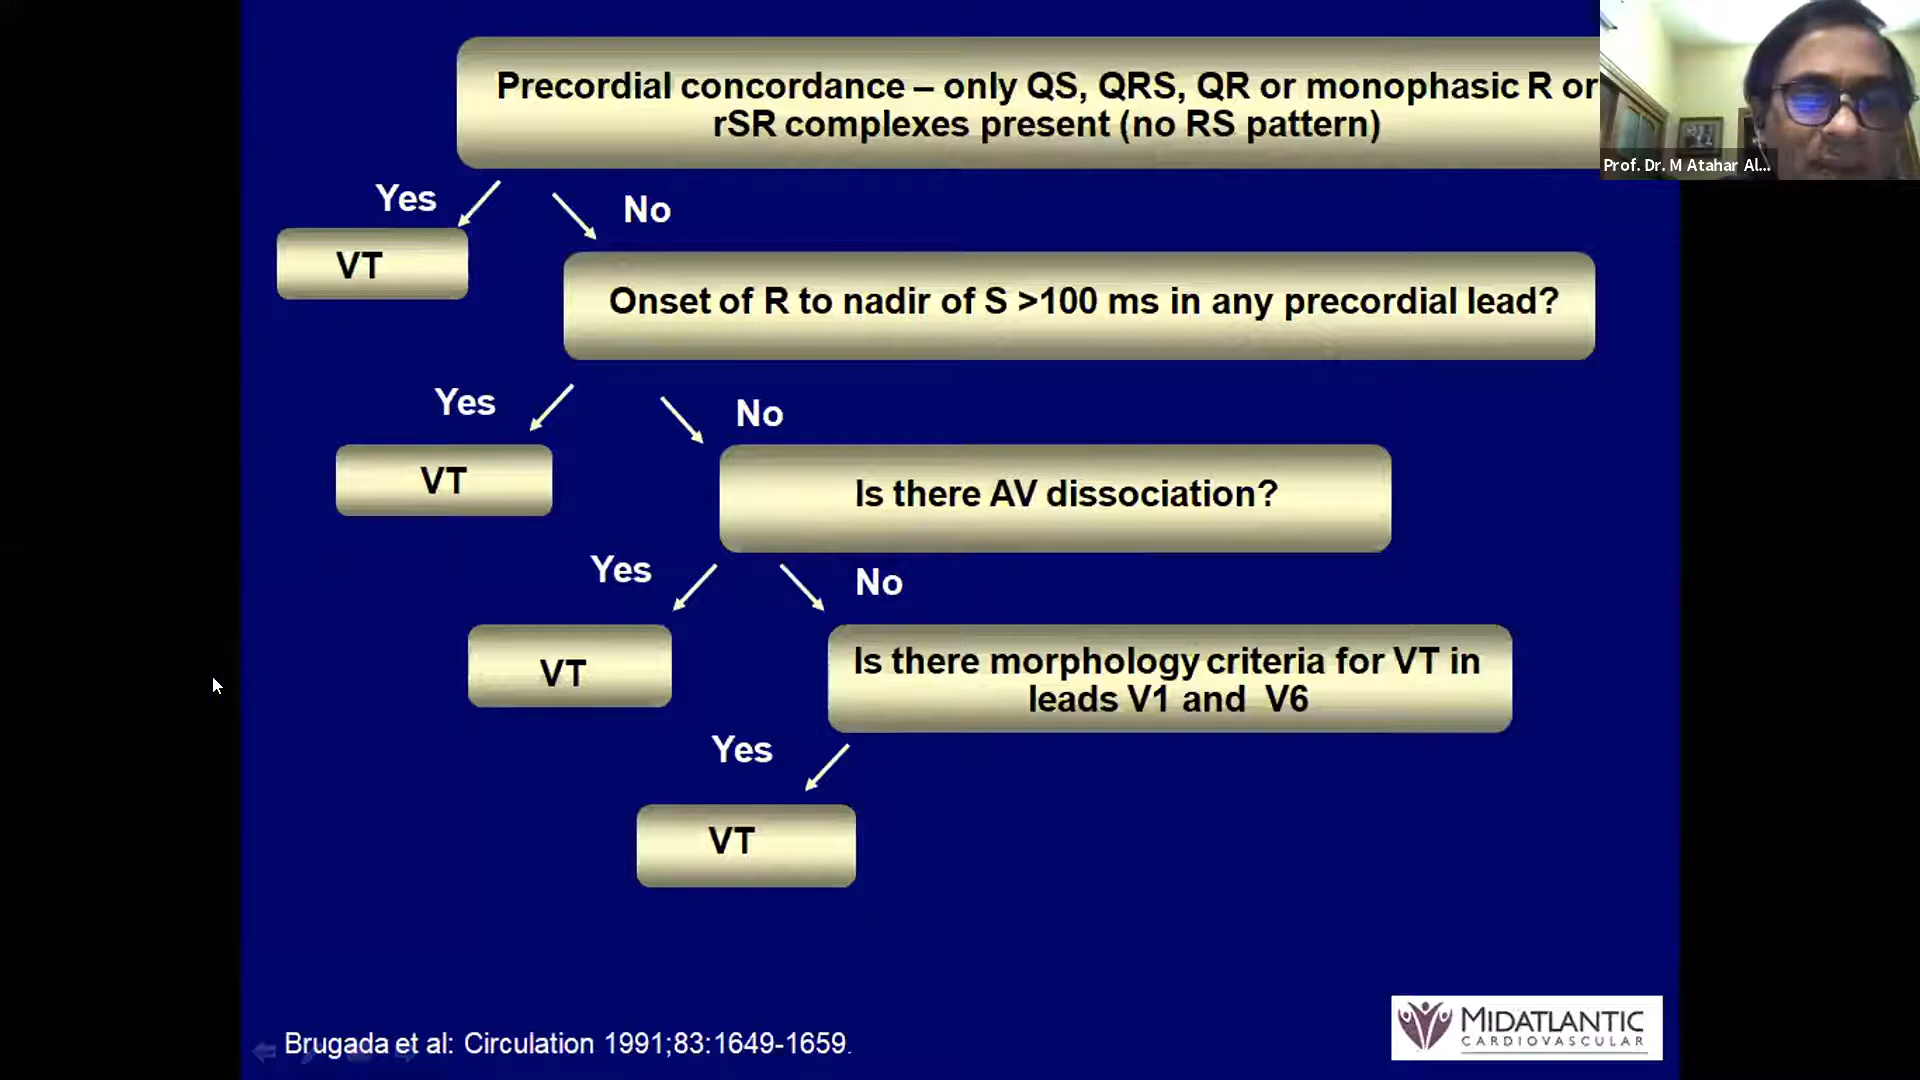 Precordial concordance – only QS, QRS, QR or monophasic R or
rSR complexes present (no RS pattern)
Prof. Dr. M Atahar Al...
Yes
No
VT
Onset of R to nadir of S >100 ms in any precordial lead?
Yes
No
VT
Is there AV dissociation?
Yes
No
VT
Is there morphology criteria for VT in
leads V1 and V6
Yes
VT
Brugada et al: Circulation 1991;83:1649-1659.
MIDATLANTIC
CARDIOVASCULAR